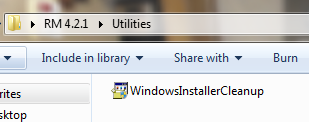 RM 4.2.1 Utilities
Include in library Share with Burn
rites WindowsInstallerCleanup
sktop